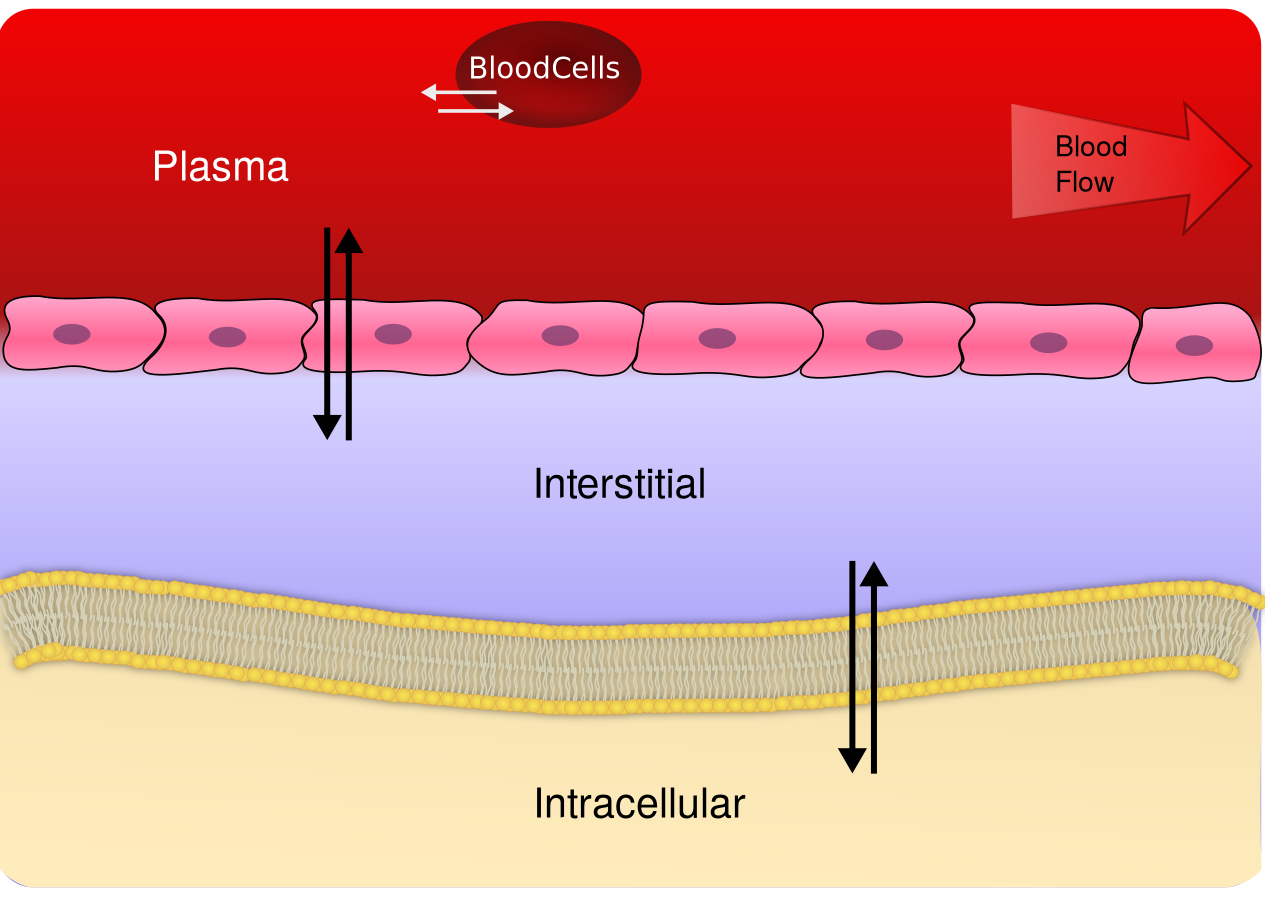 BloodCells
Plasma
Blood
Flow
Interstitial
Intracellular